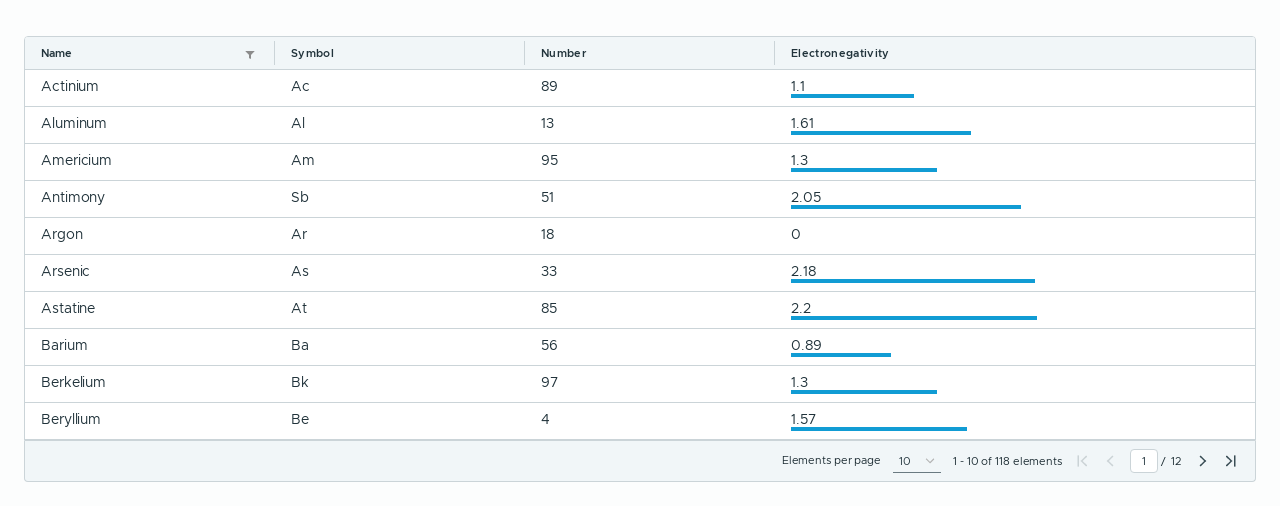 Name Symbol Number Electronegativity
Actinium Ac 89 1.1
Aluminum Al 13 1.61
Americium Am 95 1.3
Antimony Sb 51 2.05
Argon Ar 18 0
Arsenic As 33 2.18
Astatine At 85 2.2
Barium Ba 56 0.89
Berkelium Bk 97 1.3
Beryllium Be 4 1.57
Elements per page 10 1 - 10 of 118 elements 1 / 12